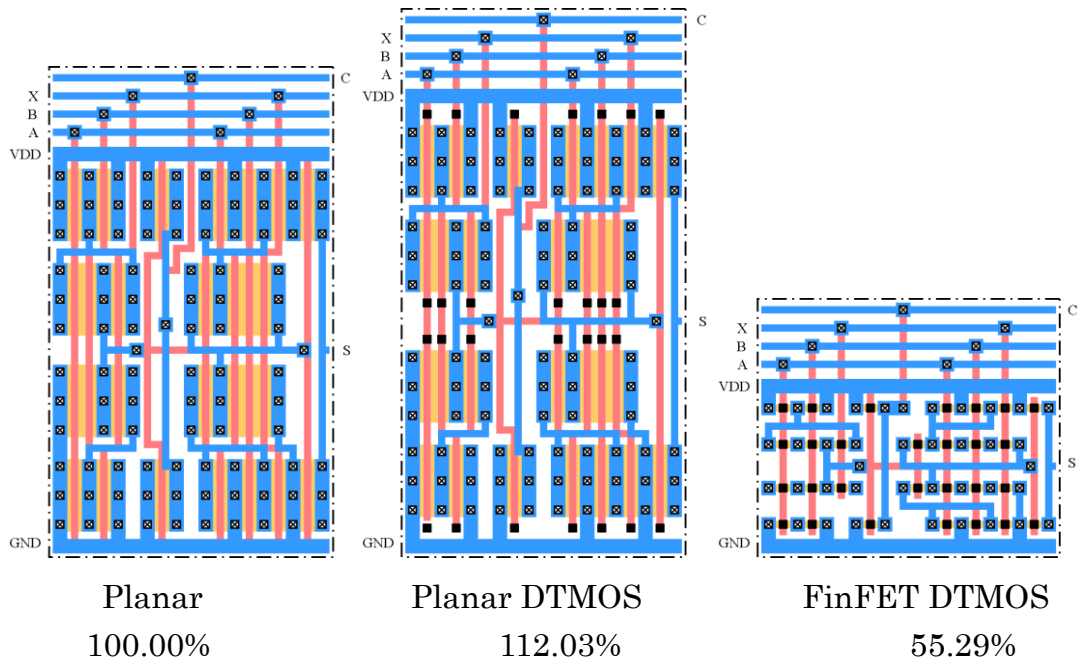 C
X
B
A
VDD
S
GND
C
X
B
A
VDD
S
GND
C
X
B
A
VDD
S
GND
Planar
100.00%
Planar DTMOS
112.03%
FinFET DTMOS
55.29%